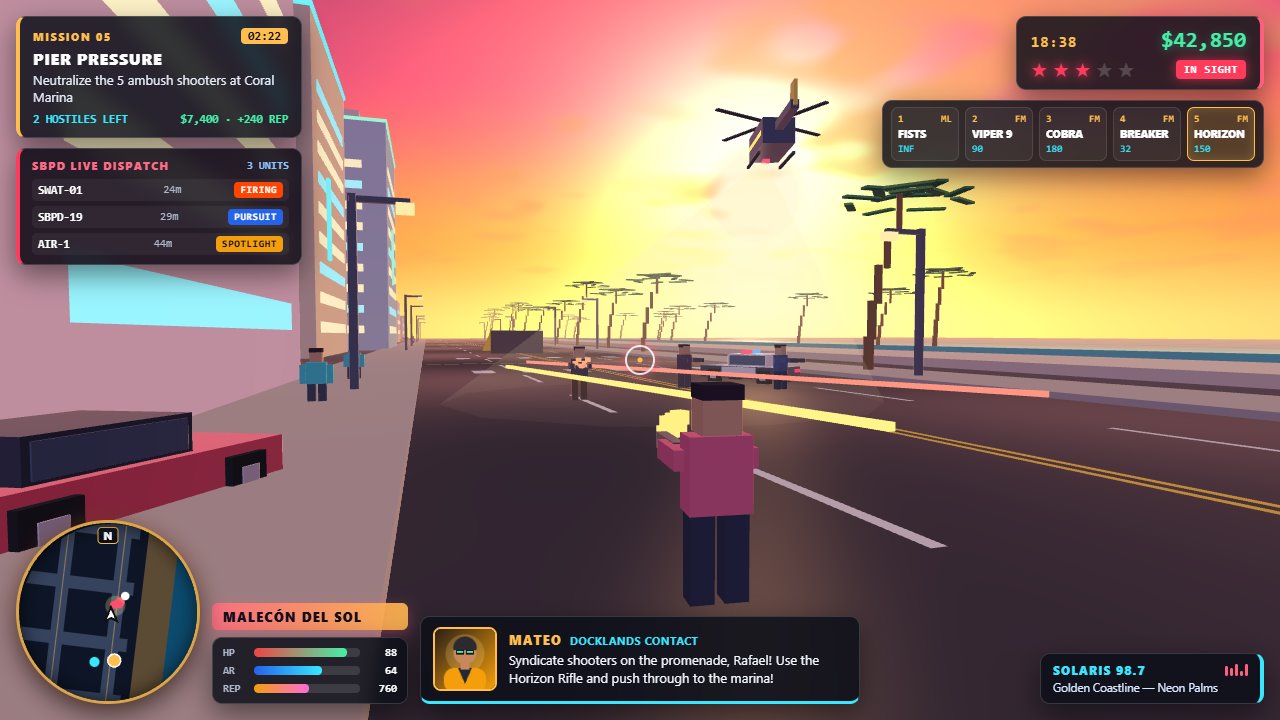 MISSION 05
02:22
PIER PRESSURE
Neutralize the 5 ambush shooters at Coral
Marina
2 HOSTILES LEFT
$7,400 · +240 REP
SBPD LIVE DISPATCH
3 UNITS
SWAT-01
24m
FIRING
SBPD-19
29m
PURSUIT
AIR-1
44m
SPOTLIGHT
18:38
$42,850
IN SIGHT
1 ML
FISTS
INF
2 FM
VIPER 9
90
3 FM
COBRA
180
4 FM
BREAKER
32
5 FM
HORIZON
150
N
MALECÓN DEL SOL
HP 88
AR 64
REP 760
MATEO DOCKLANDS CONTACT
Syndicate shooters on the promenade, Rafael! Use the
Horizon Rifle and push through to the marina!
SOLARIS 98.7
Golden Coastline — Neon Palms